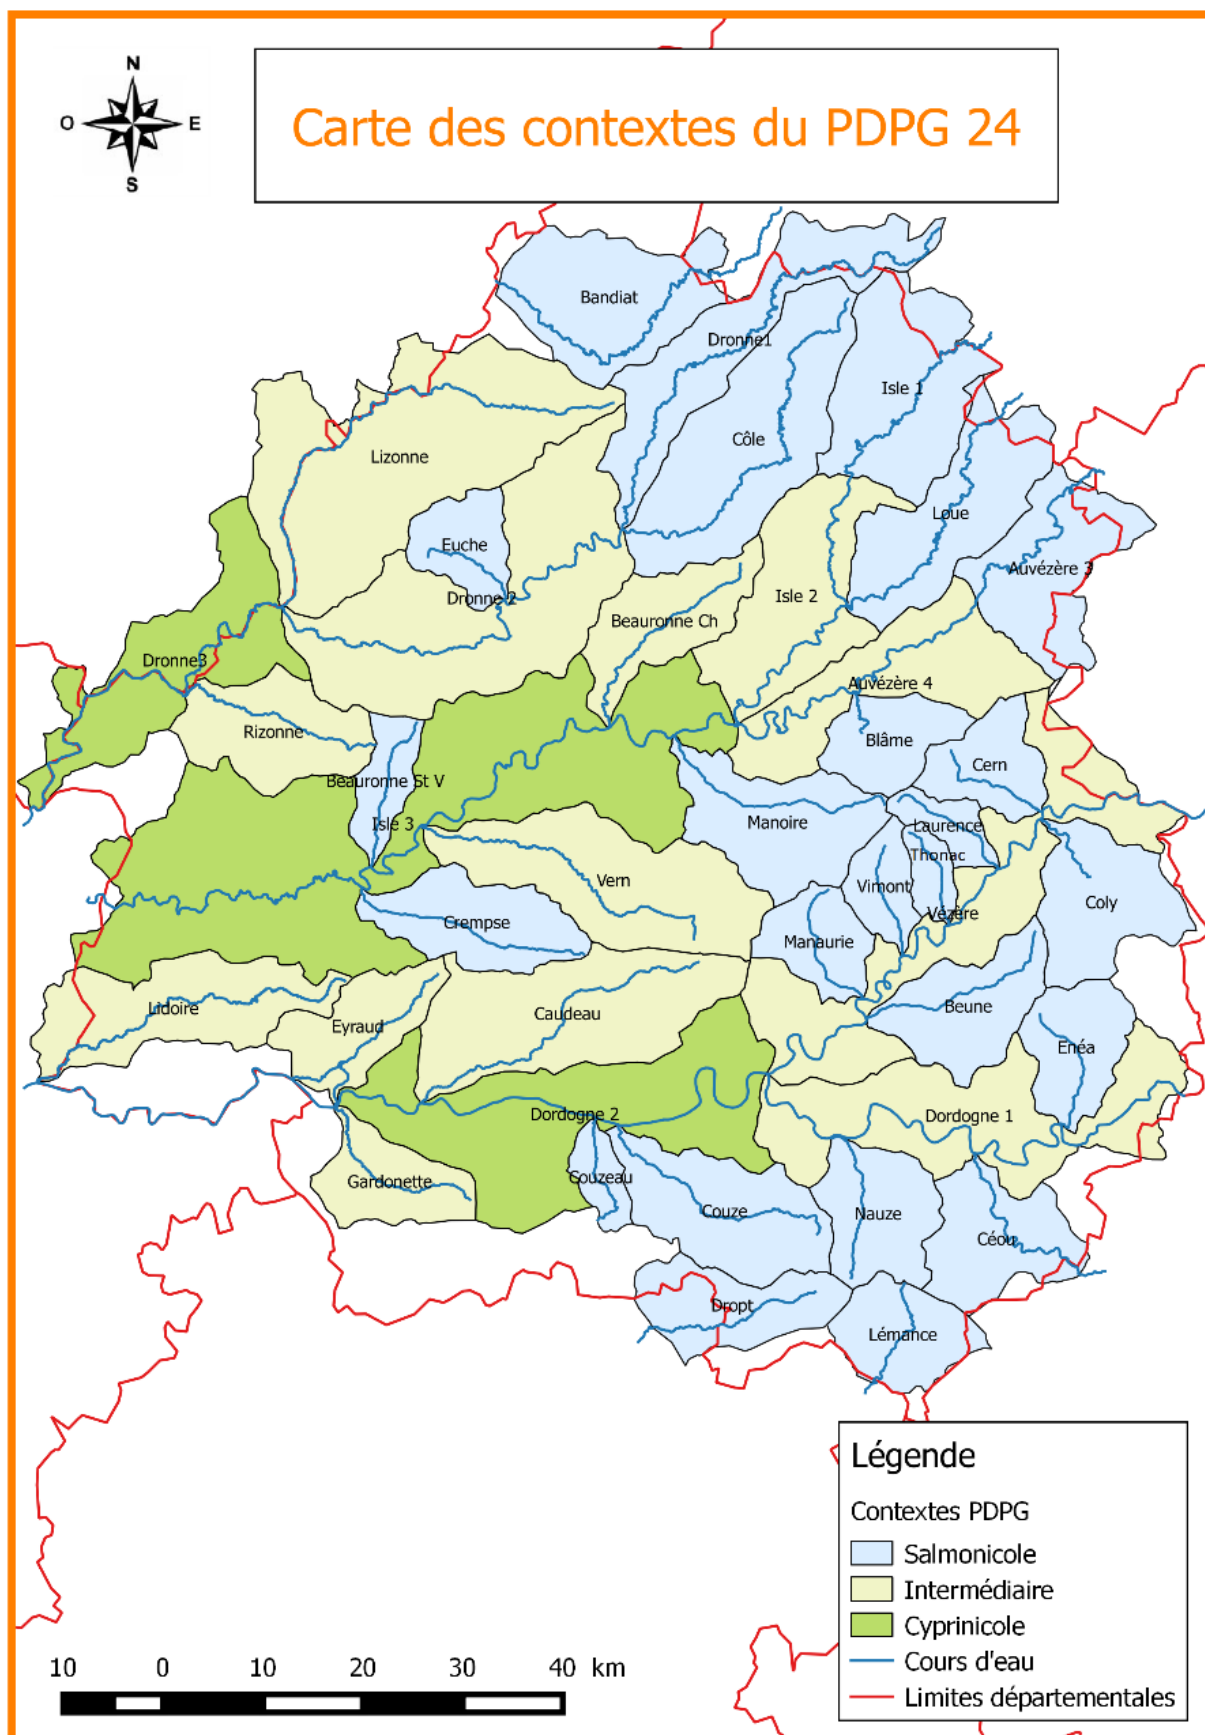 N
O
E
S
Carte des contextes du PDPG 24
Bandiat
Dronne1
Isle 1
Côle
Lizonne
Loue
Euche
Auvézère 3
Dronne 2
Isle 2
Beauronne Ch
Dronne3
Auvézère 4
Rizonne
Blâme
Cern
Beauronne St V
Isle 3
Manoire
Laurence
Thonac
Vern
Vimont
Coly
Crempse
Vézère
Manaurie
Lidoire
Beune
Caudeau
Eyraud
Enéa
Dordogne 2
Dordogne 1
Gardonette
Couzeau
Couze
Nauze
Céou
Dropt
Lémance
Légende
Contextes PDPG
Salmonicole
Intermédiaire
Cyprinicole
Cours d'eau
Limites départementales
10 0 10 20 30 40 km